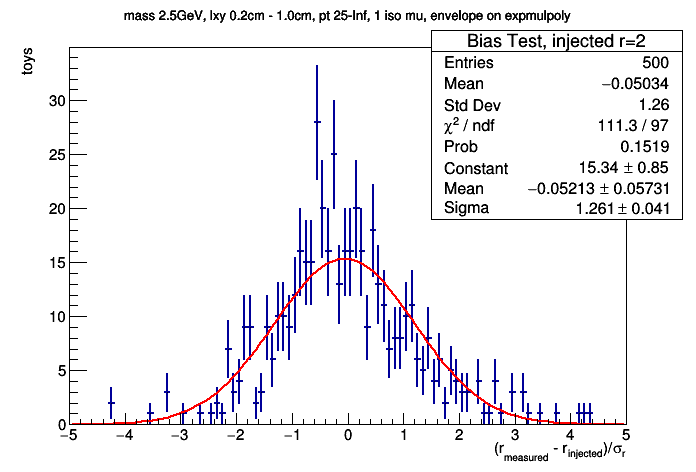 mass 2.5GeV, lxy 0.2cm - 1.0cm, pt 25-Inf, 1 iso mu, envelope on expmulpoly
Bias Test, injected r=2
Entries 500
Mean −0.05034
Std Dev 1.26
χ² / ndf 111.3 / 97
Prob 0.1519
Constant 15.34 ± 0.85
Mean −0.05213 ± 0.05731
Sigma 1.261 ± 0.041
toys
30
25
20
15
10
5
0
−5 −4 −3 −2 −1 0 1 2 3 4 5
(r_measured - r_injected)/σ_r